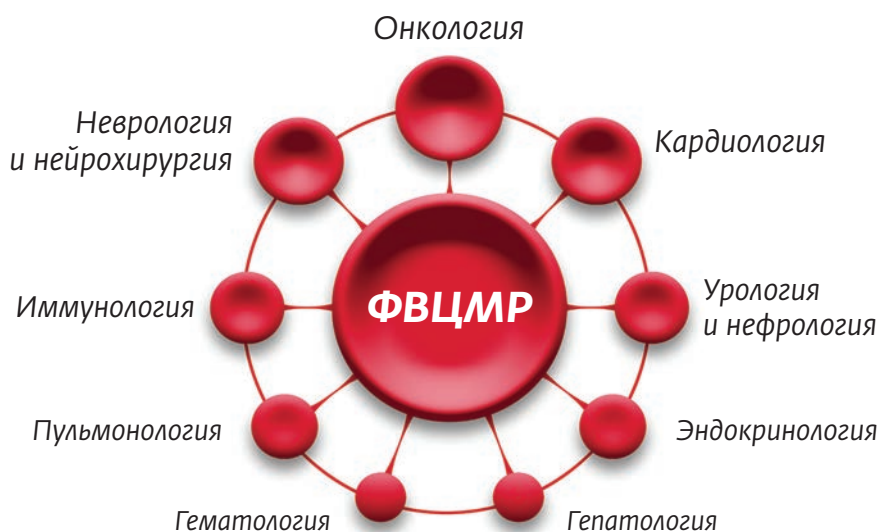 Онкология
Неврология
и нейрохирургия
Кардиология
Иммунология
ФВЦМР
Урология
и нефрология
Пульмонология
Эндокринология
Гематология
Гепатология